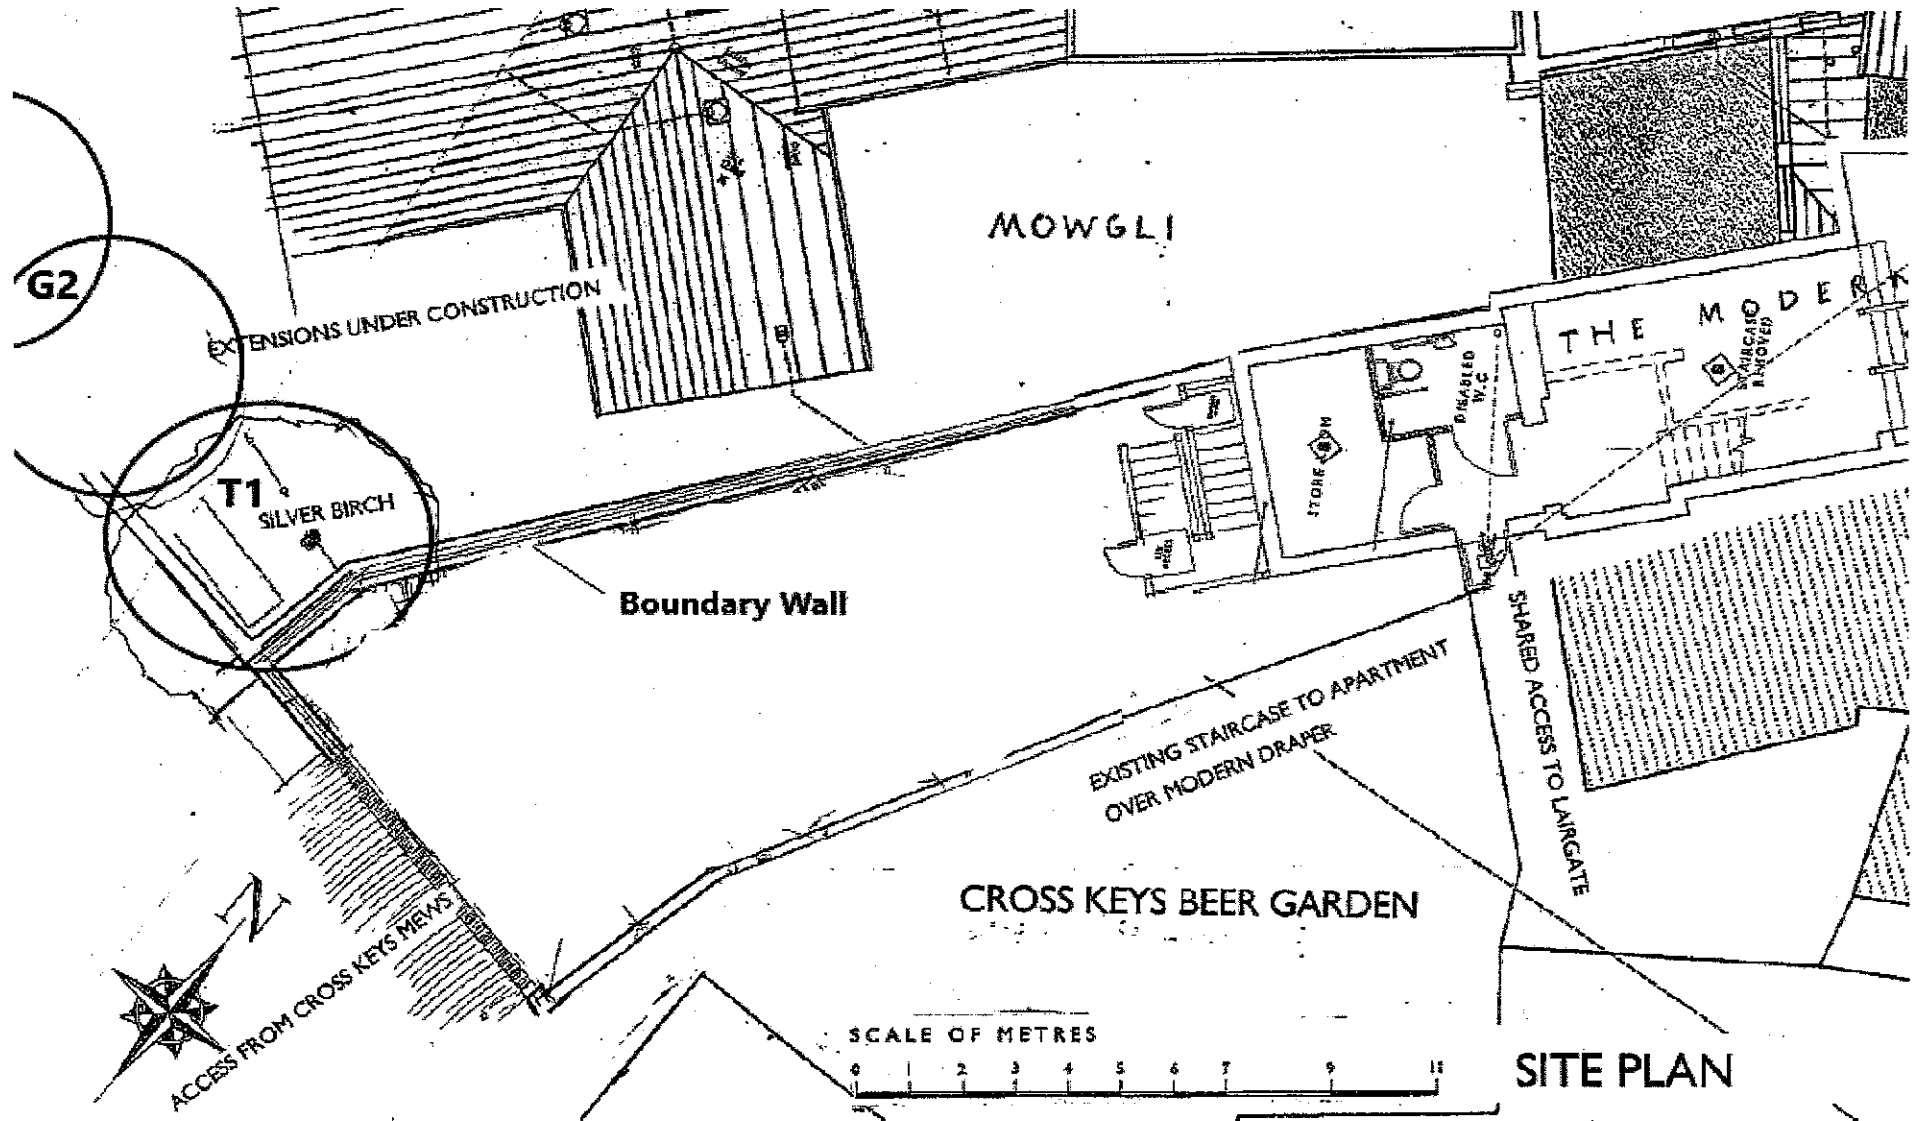 MOWGLI
G2
EXTENSIONS UNDER CONSTRUCTION
THE MODER
STAIRCASE
REMOVED
DISABLED
W.C
STORE ROOM
T1
SILVER BIRCH
Boundary Wall
SHARED ACCESS TO LAIRGATE
EXISTING STAIRCASE TO APARTMENT
OVER MODERN DRAPER
CROSS KEYS BEER GARDEN
N
ACCESS FROM CROSS KEYS MEWS
SCALE OF METRES
0 1 2 3 4 5 6 7 9 11
SITE PLAN